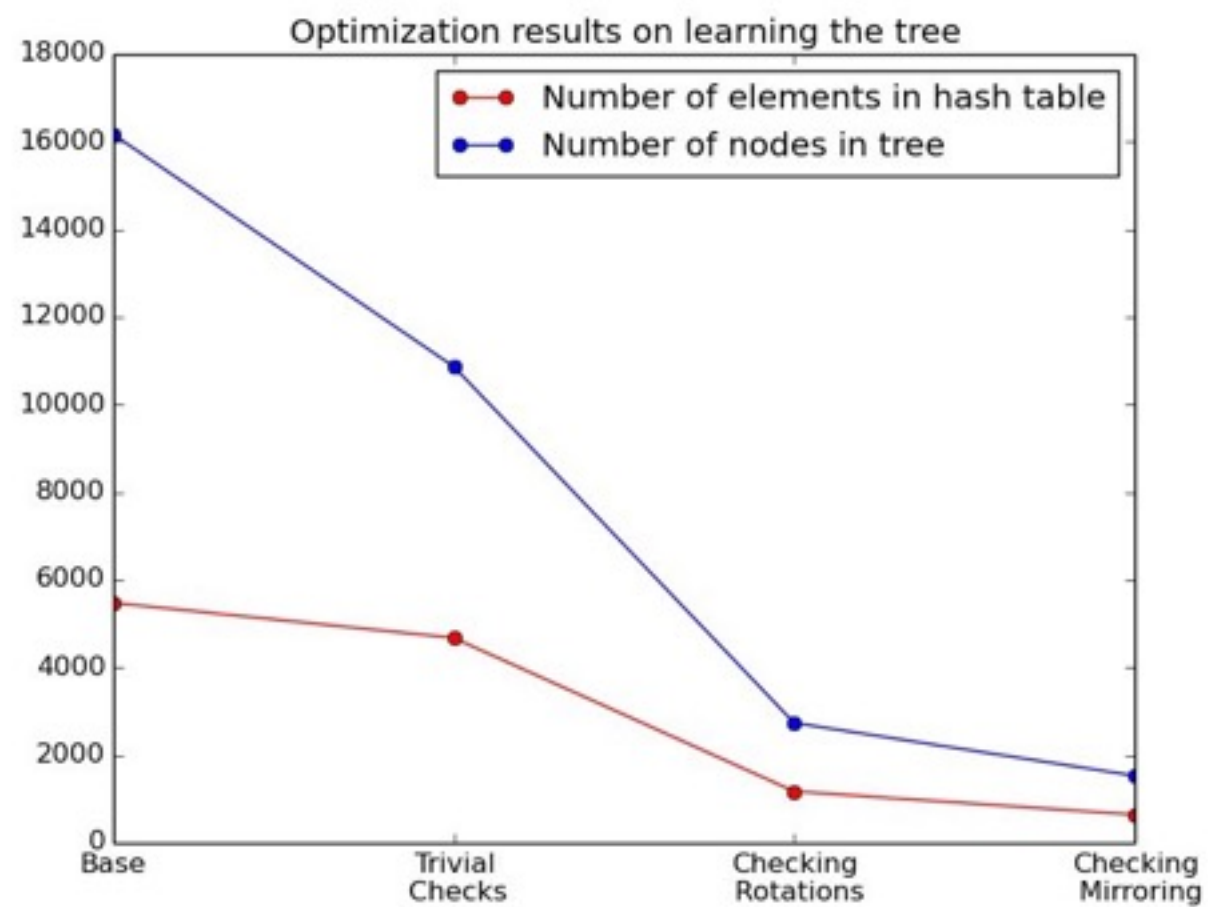 Optimization results on learning the tree
18000
16000
14000
12000
10000
8000
6000
4000
2000
0
Number of elements in hash table
Number of nodes in tree
Base
Trivial
Checks
Checking
Rotations
Checking
Mirroring